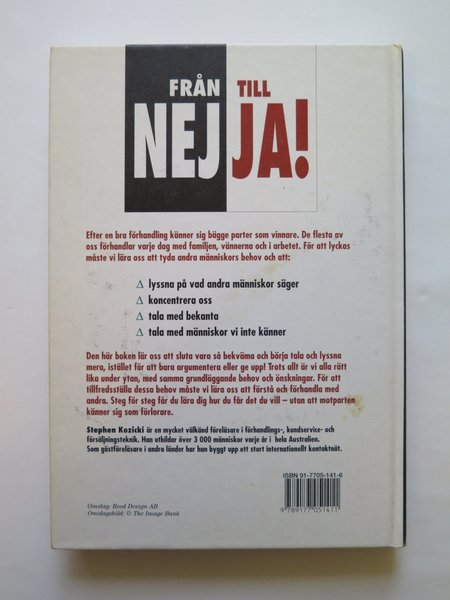 FRÅN TILL
NEJ JA!
Efter en bra förhandling känner sig bägge parter som vinnare. De flesta av
oss förhandlar varje dag med familjen, vännerna och i arbetet. För att lyckas
måste vi lära oss att tyda andra människors behov och att:
Δ lyssna på vad andra människor säger
Δ koncentrera oss
Δ tala med bekanta
Δ tala med människor vi inte känner
Den här boken lär oss att sluta vara så bekväma och börja tala och lyssna
mera, istället för att bara argumentera eller ge upp! Trots allt är vi alla rätt
lika under ytan, med samma grundläggande behov och önskningar. För att
tillfredsställa dessa behov måste vi lära oss att förstå och förhandla med
andra. Steg för steg får du lära dig hur du får det du vill – utan att motparten
känner sig som förlorare.
Stephen Kozicki är en mycket välkänd föreläsare i förhandlings-, kundservice- och
försäljningsteknik. Han utbildar över 3 000 människor varje år i hela Australien.
Som gästföreläsare i andra länder har han byggt upp ett stort internationellt kontaktnät.
ISBN 91-7705-141-6
9 789177 051411
Omslag: Reed Design AB
Omslagsbild: © The Image Bank